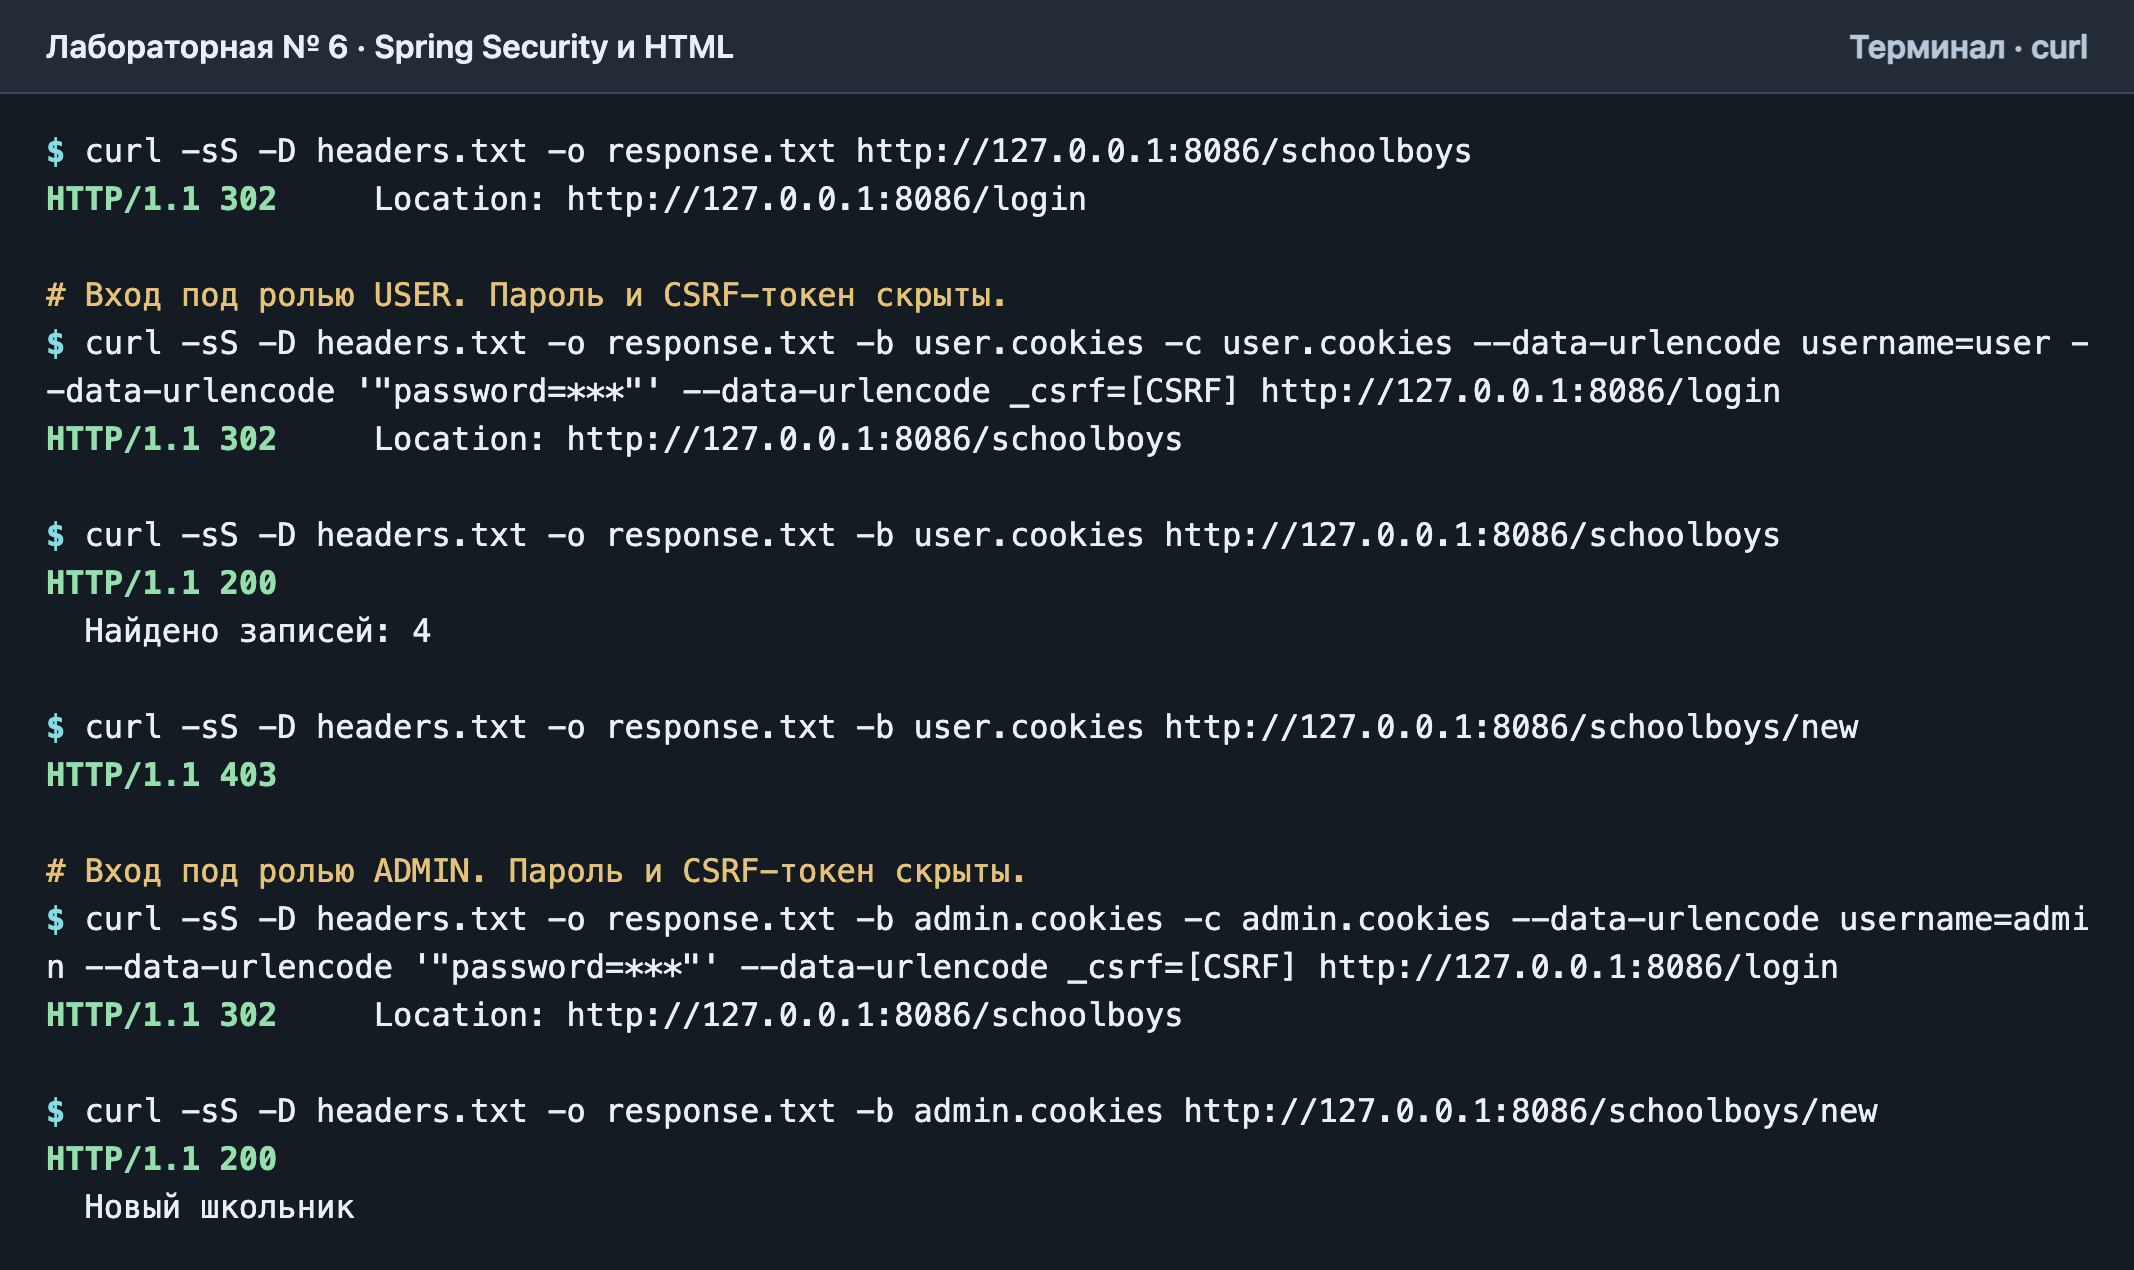 Лабораторная № 6 · Spring Security и HTML
Терминал · curl
$ curl -sS -D headers.txt -o response.txt http://127.0.0.1:8086/schoolboys
HTTP/1.1 302     Location: http://127.0.0.1:8086/login
# Вход под ролью USER. Пароль и CSRF-токен скрыты.
$ curl -sS -D headers.txt -o response.txt -b user.cookies -c user.cookies --data-urlencode username=user -
-data-urlencode '"password=***"' --data-urlencode _csrf=[CSRF] http://127.0.0.1:8086/login
HTTP/1.1 302     Location: http://127.0.0.1:8086/schoolboys
$ curl -sS -D headers.txt -o response.txt -b user.cookies http://127.0.0.1:8086/schoolboys
HTTP/1.1 200
  Найдено записей: 4
$ curl -sS -D headers.txt -o response.txt -b user.cookies http://127.0.0.1:8086/schoolboys/new
HTTP/1.1 403
# Вход под ролью ADMIN. Пароль и CSRF-токен скрыты.
$ curl -sS -D headers.txt -o response.txt -b admin.cookies -c admin.cookies --data-urlencode username=admi
n --data-urlencode '"password=***"' --data-urlencode _csrf=[CSRF] http://127.0.0.1:8086/login
HTTP/1.1 302     Location: http://127.0.0.1:8086/schoolboys
$ curl -sS -D headers.txt -o response.txt -b admin.cookies http://127.0.0.1:8086/schoolboys/new
HTTP/1.1 200
  Новый школьник